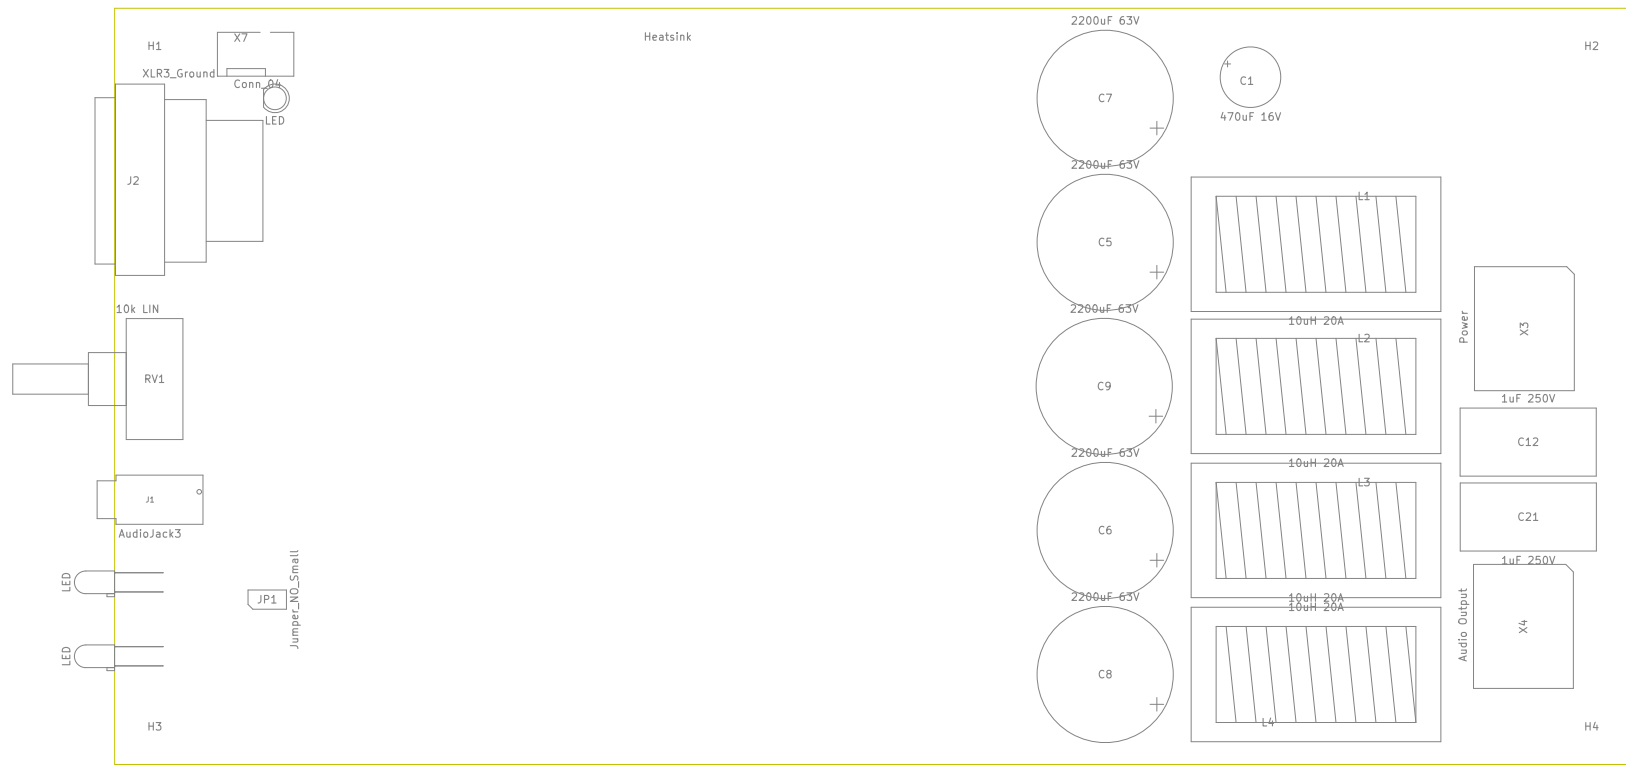 2200uF 63V
H1
X7
Heatsink
H2
XLR3_Ground
Conn_04
C7
C1
LED
470uF 16V
2200uF 63V
J2
L1
C5
10k LIN
2200uF 63V
10uH 20A
Power
X3
L2
RV1
C9
1uF 250V
C12
2200uF 63V
10uH 20A
L3
J1
C21
AudioJack3
C6
1uF 250V
LED
JP1
Jumper_NO_Small
2200uF 63V
10uH 20A
10uH 20A
Audio Output
X4
LED
C8
H3
L4
H4